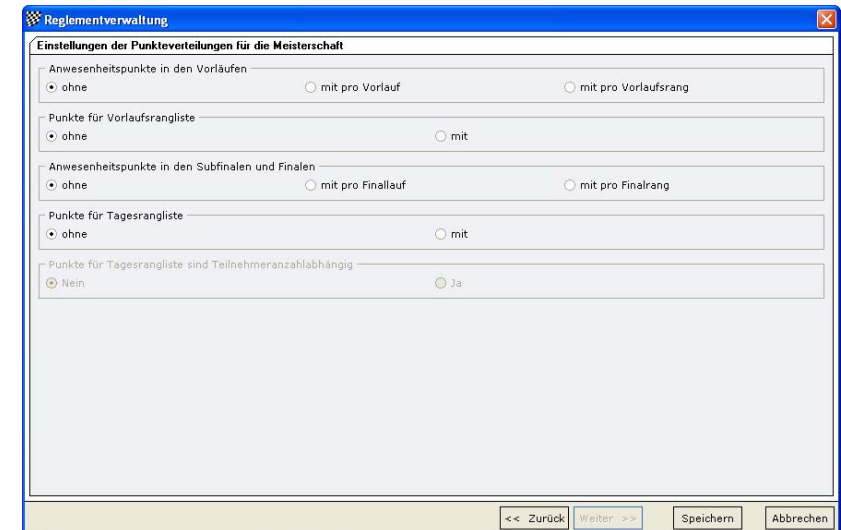 Reglementverwaltung
Einstellungen der Punkteverteilungen für die Meisterschaft
Anwesenheitspunkte in den Vorläufen
ohne mit pro Vorlauf mit pro Vorlaufsrang
Punkte für Vorlaufsrangliste
ohne mit
Anwesenheitspunkte in den Subfinalen und Finalen
ohne mit pro Finallauf mit pro Finalrang
Punkte für Tagesrangliste
ohne mit
Punkte für Tagesrangliste sind Teilnehmeranzahlabhängig
Nein Ja
<< Zurück Weiter >> Speichern Abbrechen